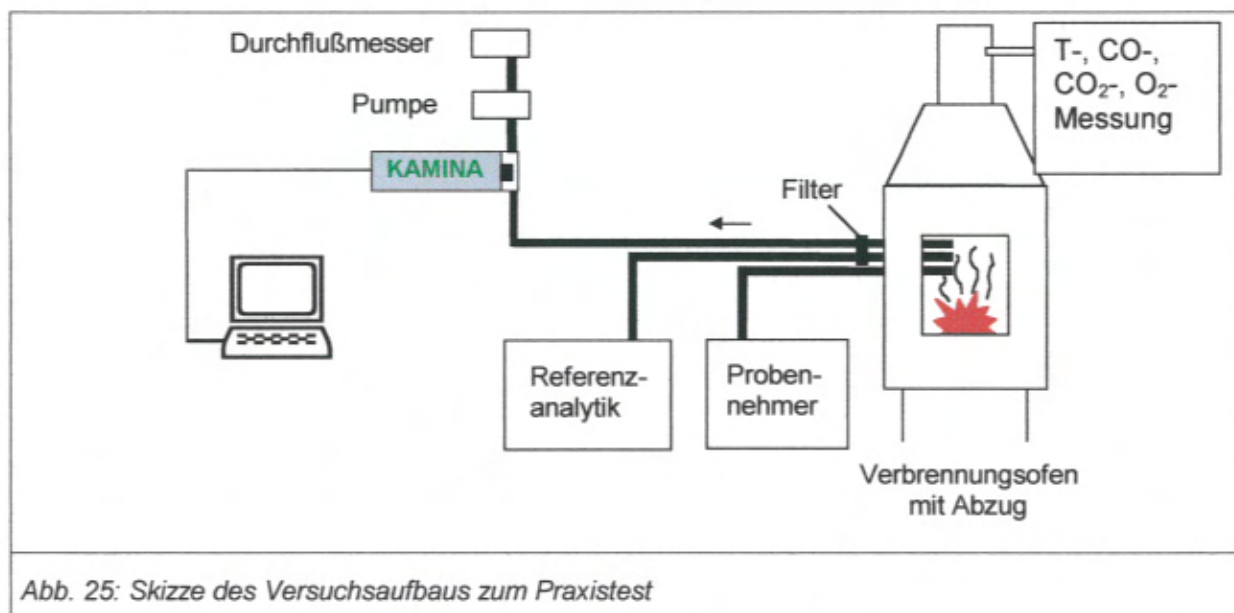 Durchflußmesser
Pumpe
KAMINA
Filter
T-, CO-,
CO₂-, O₂-
Messung
Referenz-
analytik
Proben-
nehmer
Verbrennungsofen
mit Abzug
Abb. 25: Skizze des Versuchsaufbaus zum Praxistest